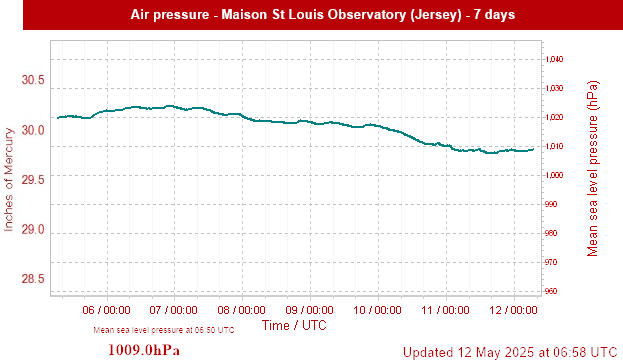 Air pressure - Maison St Louis Observatory (Jersey) - 7 days
30.5
30.0
29.5
29.0
28.5
Inches of Mercury
1,040
1,030
1,020
1,010
1,000
990
980
970
960
Mean sea level pressure (hPa)
06 / 00:00 07 / 00:00 08 / 00:00 09 / 00:00 10 / 00:00 11 / 00:00 12 / 00:00
Time / UTC
Mean sea level pressure at 06:50 UTC
1009.0hPa
Updated 12 May 2025 at 06:58 UTC